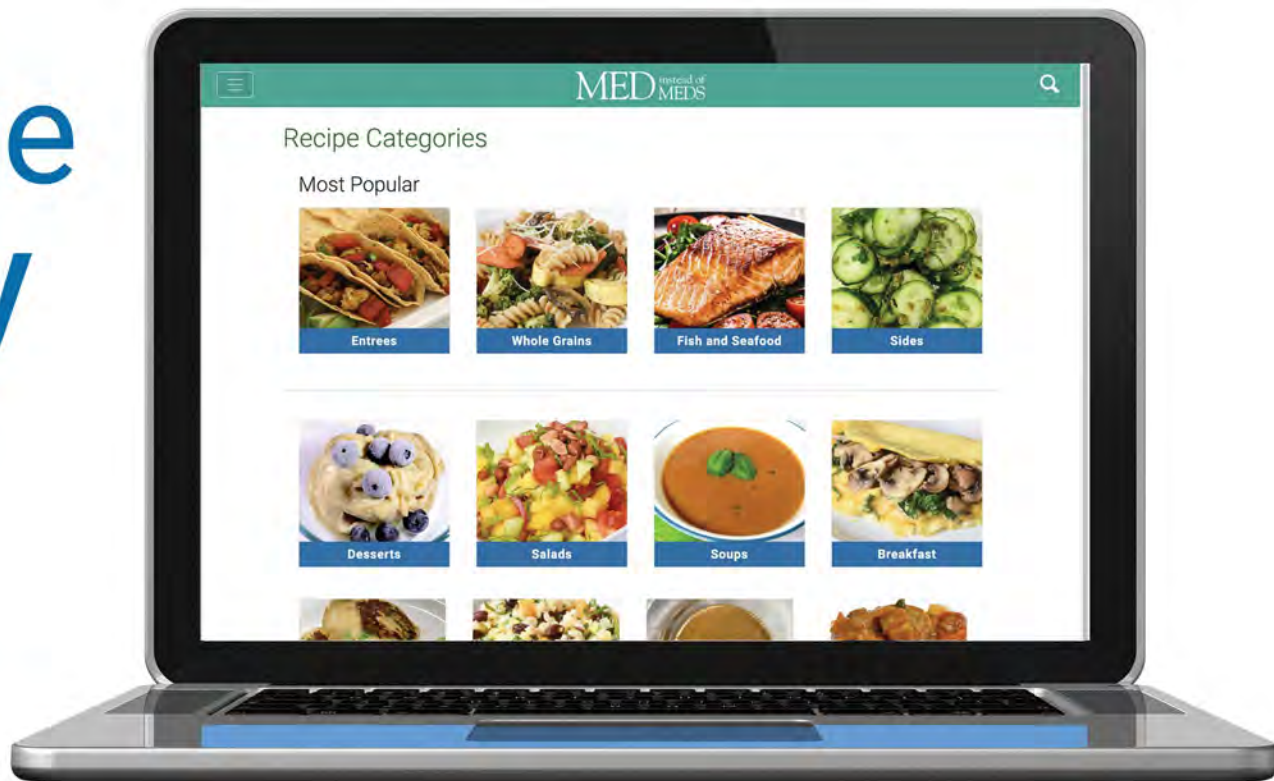 e
y
MED instead of MEDS
Recipe Categories
Most Popular
Entrees
Whole Grains
Fish and Seafood
Sides
Desserts
Salads
Soups
Breakfast